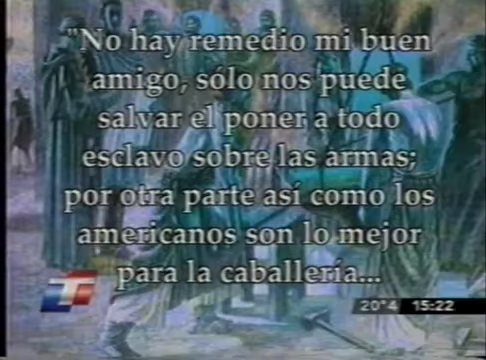 "No hay remedio mi buen
amigo, sólo nos puede
salvar el poner a todo
esclavo sobre las armas;
por otra parte así como los
americanos son lo mejor
para la caballería...
20°4 15:22